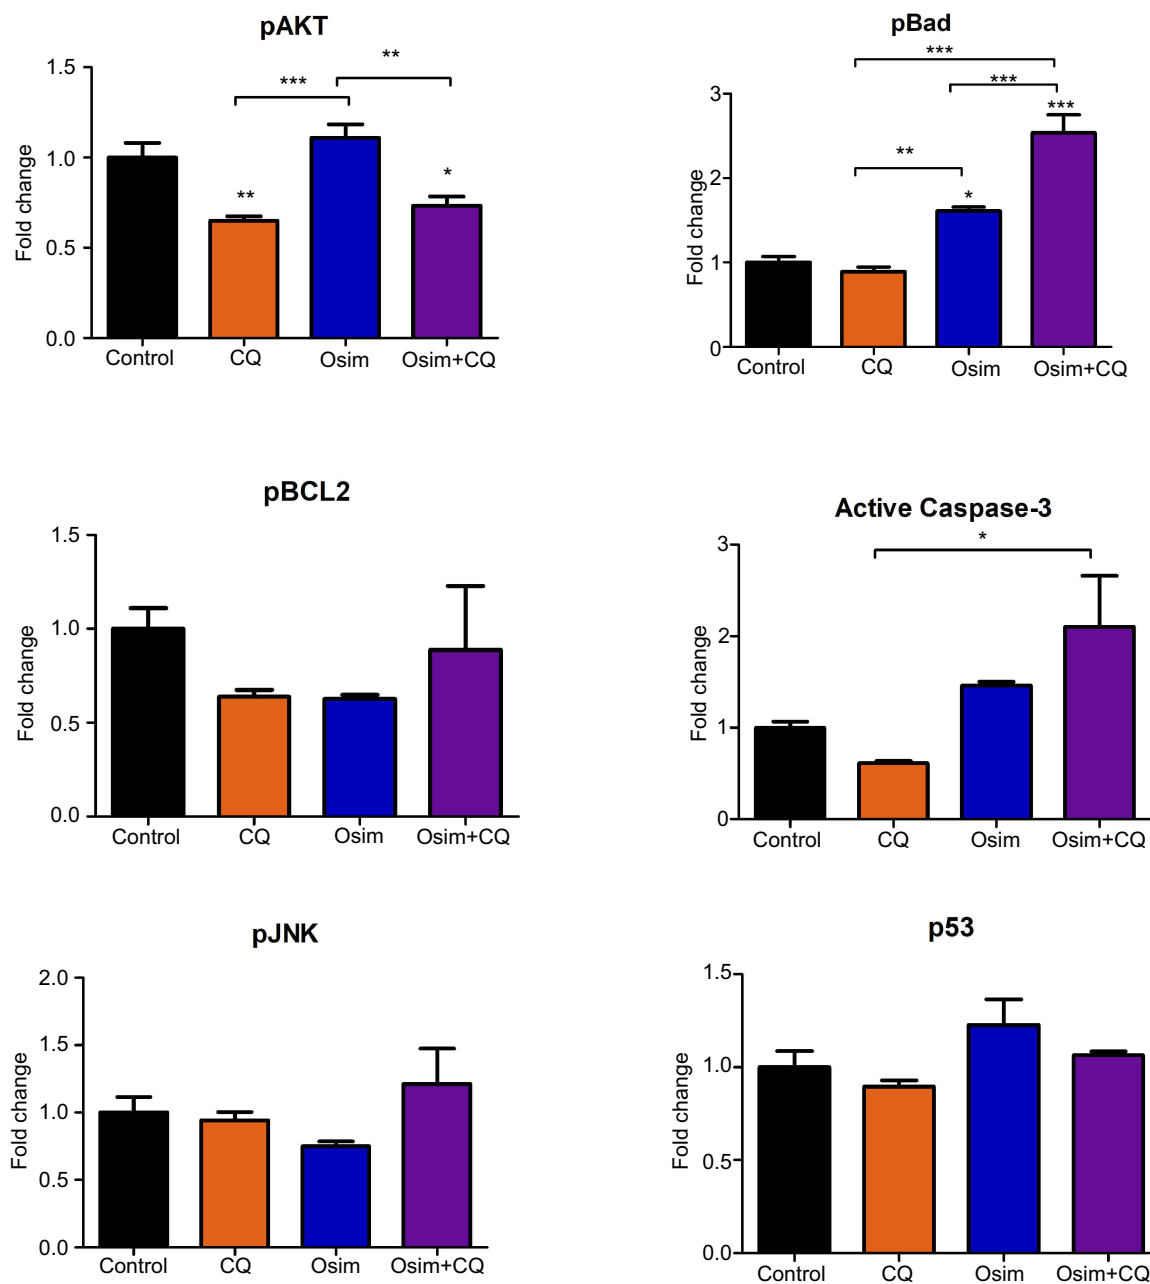 pAKT
**
***
1.5
1.0
0.5
0.0
Fold change
**
*
Control
CQ
Osim
Osim+CQ
pBad
***
***
***
**
*
3
2
1
0
Fold change
Control
CQ
Osim
Osim+CQ
pBCL2
1.5
1.0
0.5
0.0
Fold change
Control
CQ
Osim
Osim+CQ
Active Caspase-3
*
3
2
1
0
Fold change
Control
CQ
Osim
Osim+CQ
pJNK
2.0
1.5
1.0
0.5
0.0
Fold change
Control
CQ
Osim
Osim+CQ
p53
1.5
1.0
0.5
0.0
Fold change
Control
CQ
Osim
Osim+CQ